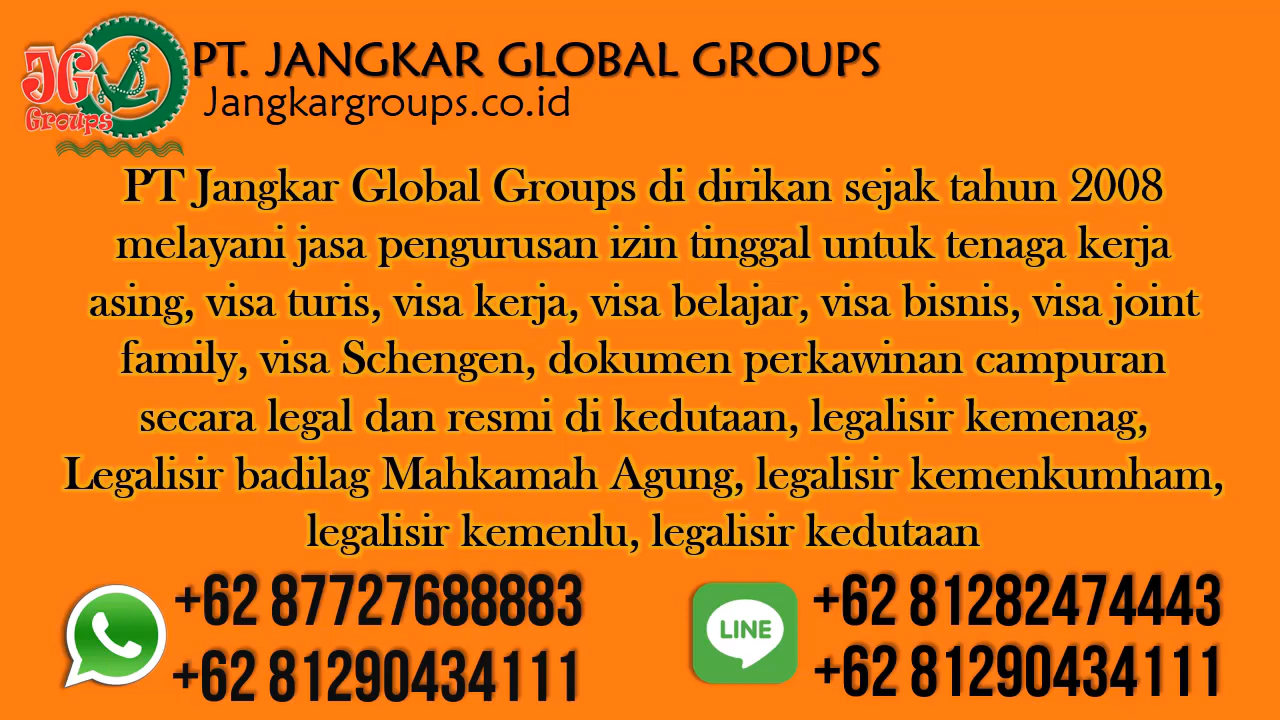 JG
Groups
PT. JANGKAR GLOBAL GROUPS
Jangkargroups.co.id
PT Jangkar Global Groups di dirikan sejak tahun 2008
melayani jasa pengurusan izin tinggal untuk tenaga kerja
asing, visa turis, visa kerja, visa belajar, visa bisnis, visa joint
family, visa Schengen, dokumen perkawinan campuran
secara legal dan resmi di kedutaan, legalisir kemenag,
Legalisir badilag Mahkamah Agung, legalisir kemenkumham,
legalisir kemenlu, legalisir kedutaan
+62 87727688883
+62 81290434111
LINE
+62 81282474443
+62 81290434111